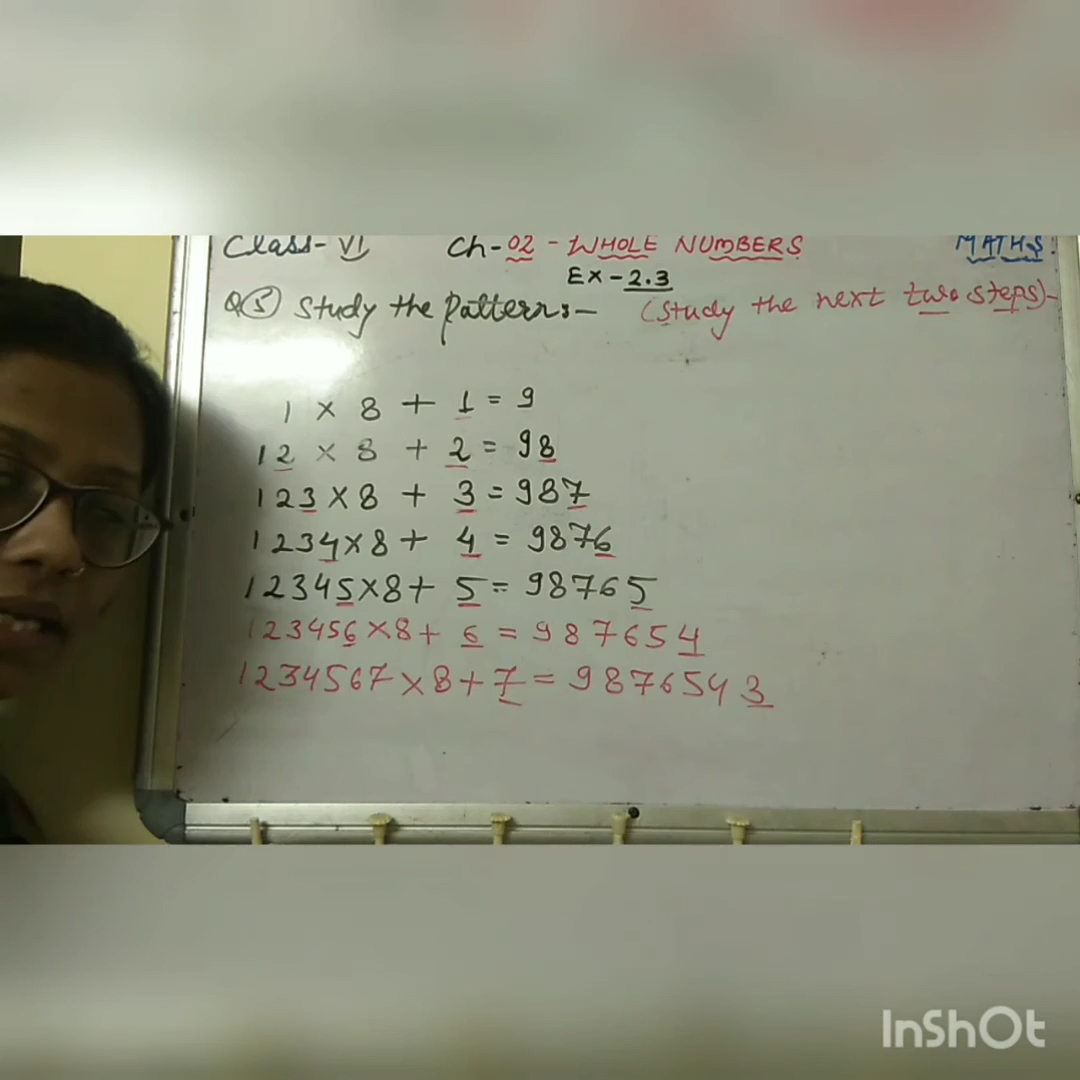 Class-VI Ch-02 - WHOLE NUMBERS MATHS:
Ex-2.3
Q5 Study the Pattern:- (Study the next two steps)-
1 × 8 + 1 = 9
12 × 8 + 2 = 98
123 × 8 + 3 = 987
1234 × 8 + 4 = 9876
12345 × 8 + 5 = 98765
123456 × 8 + 6 = 987654
1234567 × 8 + 7 = 9876543
InShOt